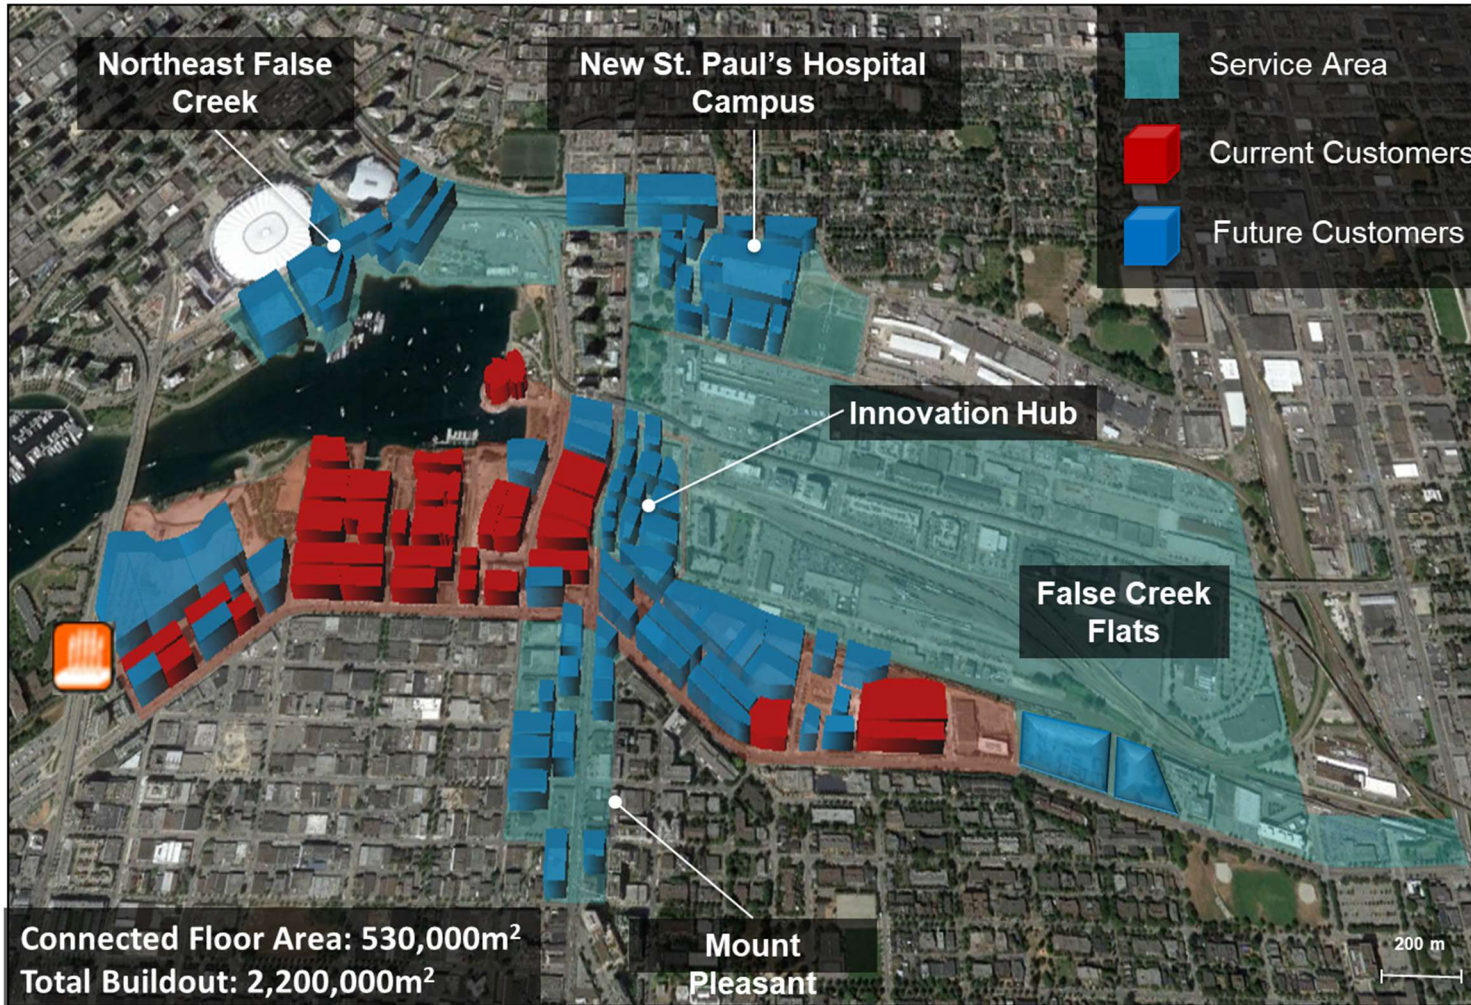 Northeast False
Creek
New St. Paul's Hospital
Campus
Service Area
Current Customers
Future Customers
Innovation Hub
False Creek
Flats
Connected Floor Area: 530,000m²
Total Buildout: 2,200,000m²
Mount
Pleasant
200 m